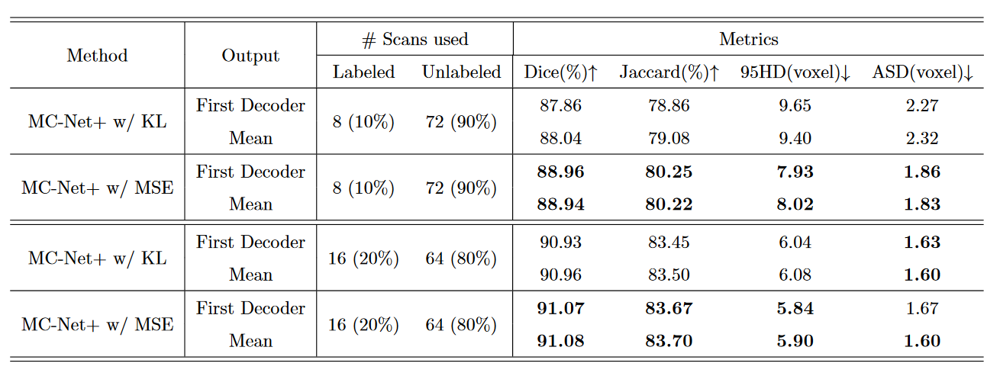 # Scans used Metrics
Method Output
Labeled Unlabeled Dice(%)↑ Jaccard(%)↑ 95HD(voxel)↓ ASD(voxel)↓
First Decoder 87.86 78.86 9.65 2.27
MC-Net+ w/ KL 8 (10%) 72 (90%)
Mean 88.04 79.08 9.40 2.32
First Decoder 88.96 80.25 7.93 1.86
MC-Net+ w/ MSE 8 (10%) 72 (90%)
Mean 88.94 80.22 8.02 1.83
First Decoder 90.93 83.45 6.04 1.63
MC-Net+ w/ KL 16 (20%) 64 (80%)
Mean 90.96 83.50 6.08 1.60
First Decoder 91.07 83.67 5.84 1.67
MC-Net+ w/ MSE 16 (20%) 64 (80%)
Mean 91.08 83.70 5.90 1.60